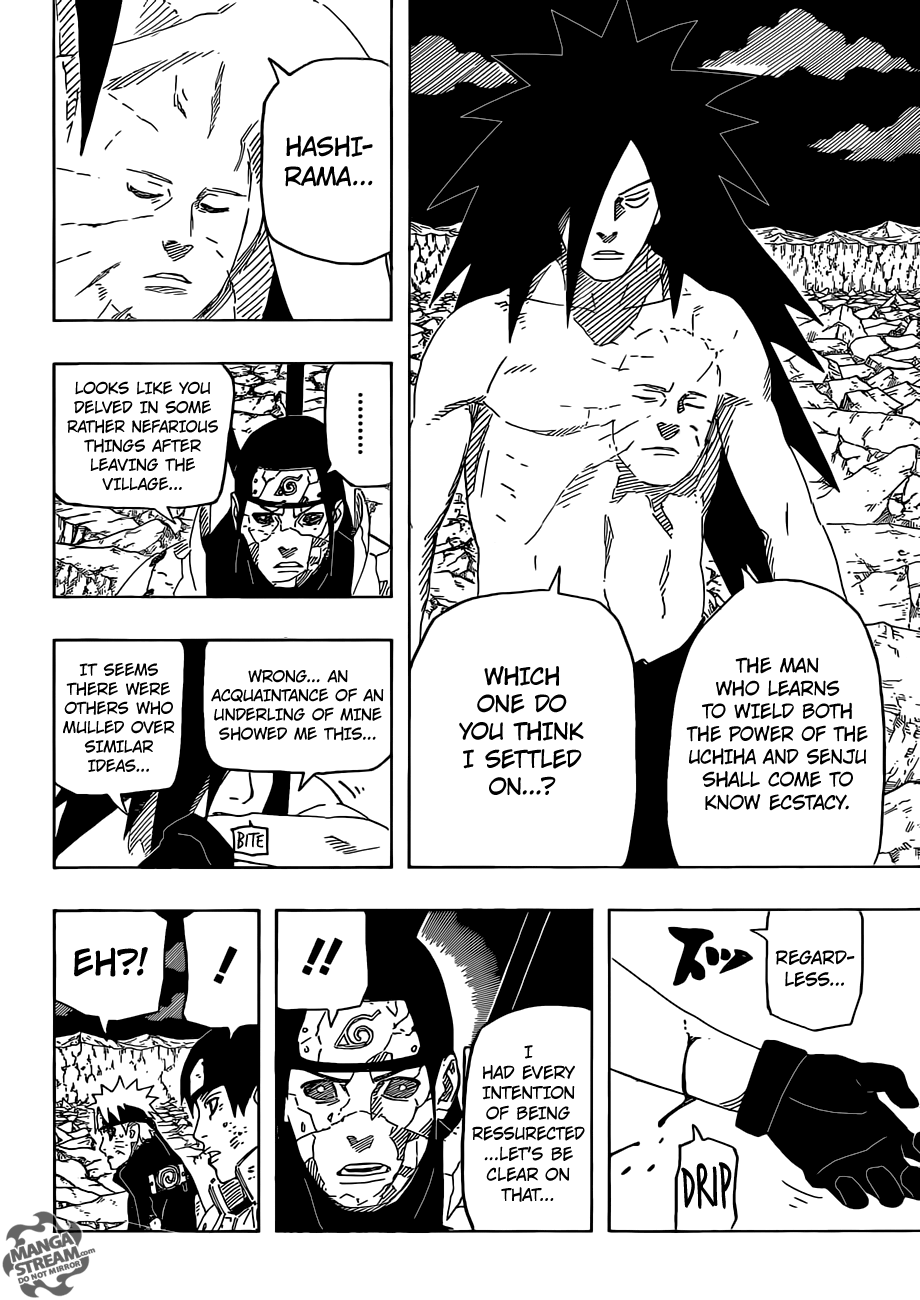 THE MAN
WHO LEARNS
TO WIELD BOTH
THE POWER OF THE
UCHIHA AND SENJU
SHALL COME TO
KNOW ECSTACY.
WHICH
ONE DO
YOU THINK
I SETTLED
ON...?
HASHI-
RAMA...
.........
LOOKS LIKE YOU
DELVED IN SOME
RATHER NEFARIOUS
THINGS AFTER
LEAVING THE
VILLAGE...
WRONG... AN
ACQUAINTANCE OF AN
UNDERLING OF MINE
SHOWED ME THIS...
IT SEEMS
THERE WERE
OTHERS WHO
MULLED OVER
SIMILAR
IDEAS...
BITE
REGARD-
LESS...
ズッ
DRIP
I
HAD EVERY
INTENTION
OF BEING
RESSURECTED
...LET'S BE
CLEAR ON
THAT...
!!
!
EH?!
MANGA
STREAM.com
DO NOT MIRROR!